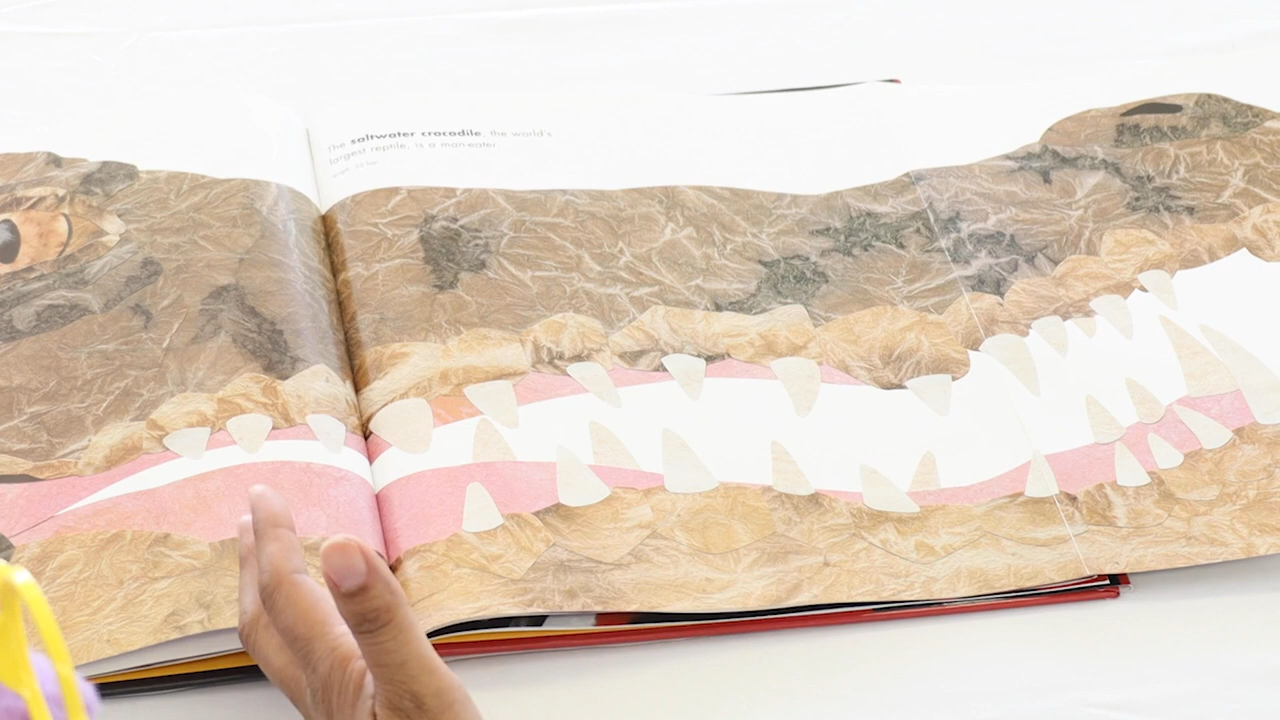 The saltwater crocodile, the world's
largest reptile, is a man-eater